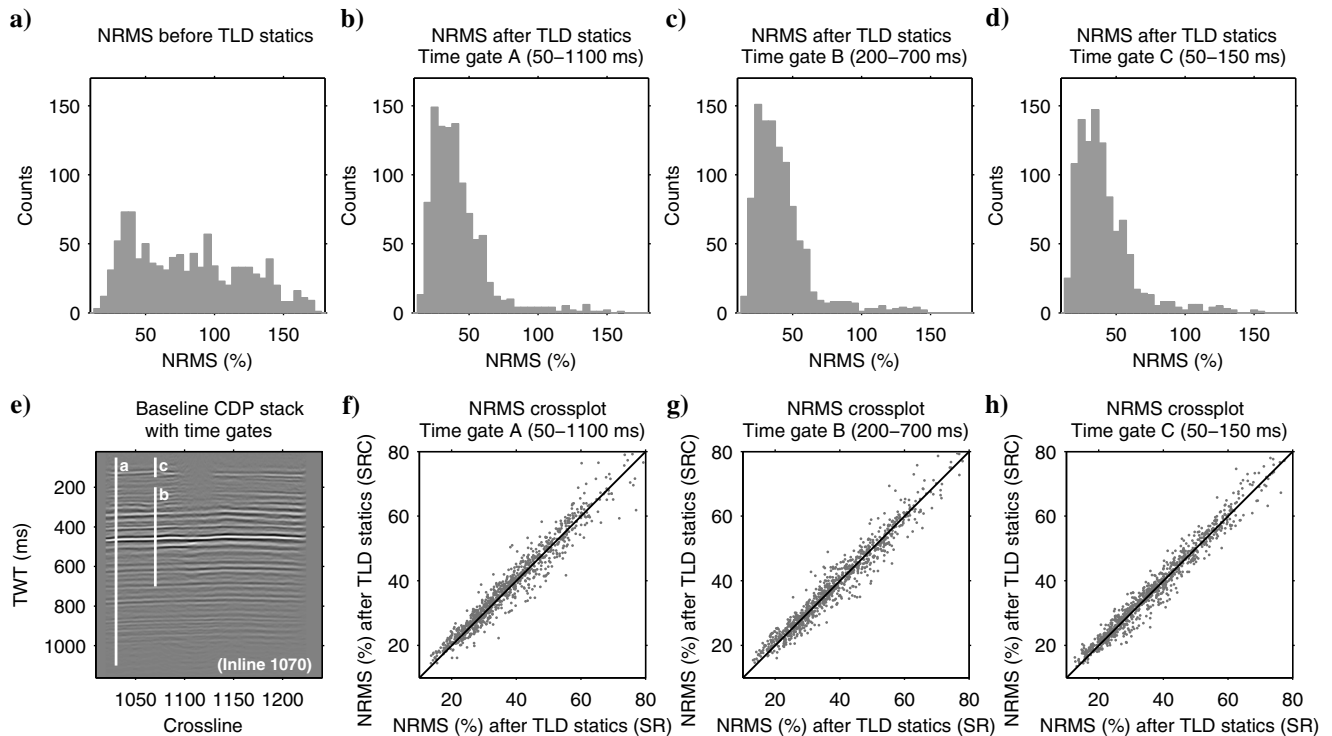 a)
NRMS before TLD statics
150
100
50
0
Counts
50 100 150
NRMS (%)
b)
NRMS after TLD statics
Time gate A (50–1100 ms)
150
100
50
0
Counts
50 100 150
NRMS (%)
c)
NRMS after TLD statics
Time gate B (200–700 ms)
150
100
50
0
Counts
50 100 150
NRMS (%)
d)
NRMS after TLD statics
Time gate C (50–150 ms)
150
100
50
0
Counts
50 100 150
NRMS (%)
e)
Baseline CDP stack
with time gates
a
c
b
200
400
600
800
1000
TWT (ms)
(Inline 1070)
1050 1100 1150 1200
Crossline
f)
NRMS crossplot
Time gate A (50–1100 ms)
80
60
40
20
NRMS (%) after TLD statics (SRC)
20 40 60 80
NRMS (%) after TLD statics (SR)
g)
NRMS crossplot
Time gate B (200–700 ms)
80
60
40
20
NRMS (%) after TLD statics (SRC)
20 40 60 80
NRMS (%) after TLD statics (SR)
h)
NRMS crossplot
Time gate C (50–150 ms)
80
60
40
20
NRMS (%) after TLD statics (SRC)
20 40 60 80
NRMS (%) after TLD statics (SR)